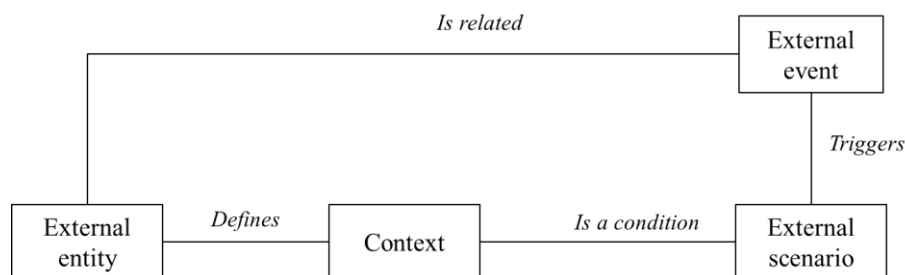 Is related
External
event
Triggers
External
entity
Defines
Context
Is a condition
External
scenario